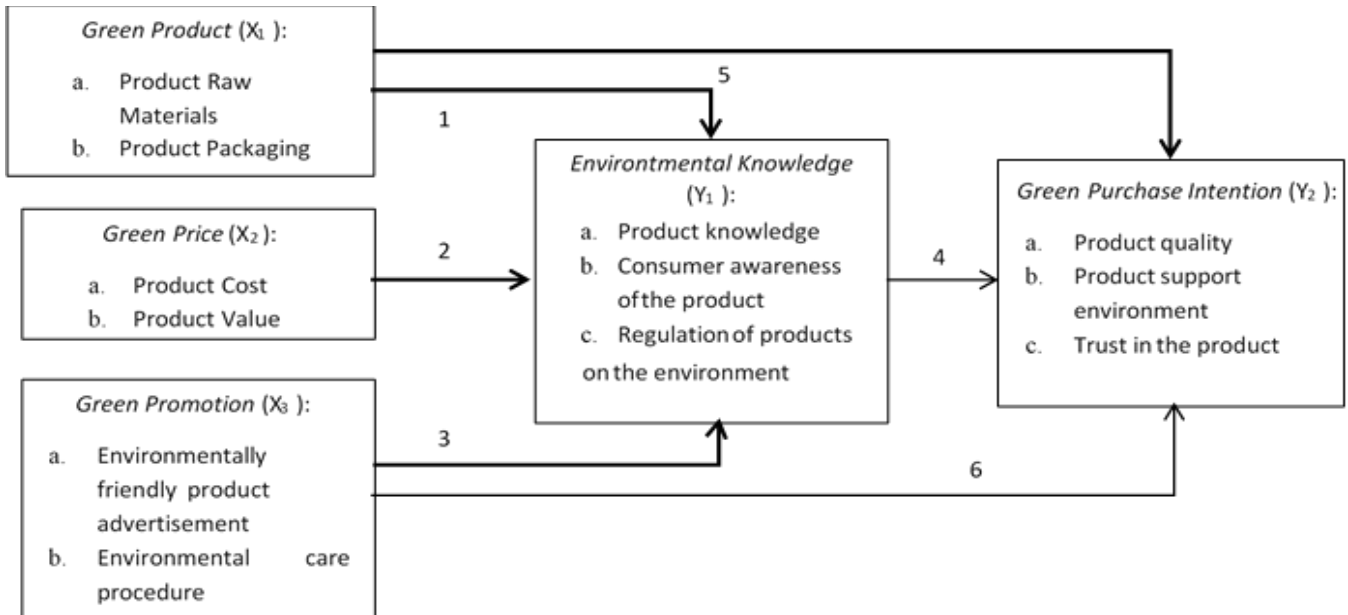 Green Product (X₁ ):
a. Product Raw
Materials
b. Product Packaging
5
1
Green Price (X₂ ):
a. Product Cost
b. Product Value
2
Green Promotion (X₃ ):
a. Environmentally
friendly product
advertisement
b. Environmental care
procedure
3
Environtmental Knowledge
(Y₁ ):
a. Product knowledge
b. Consumer awareness
of the product
c. Regulation of products
on the environment
4
6
Green Purchase Intention (Y₂ ):
a. Product quality
b. Product support
environment
c. Trust in the product